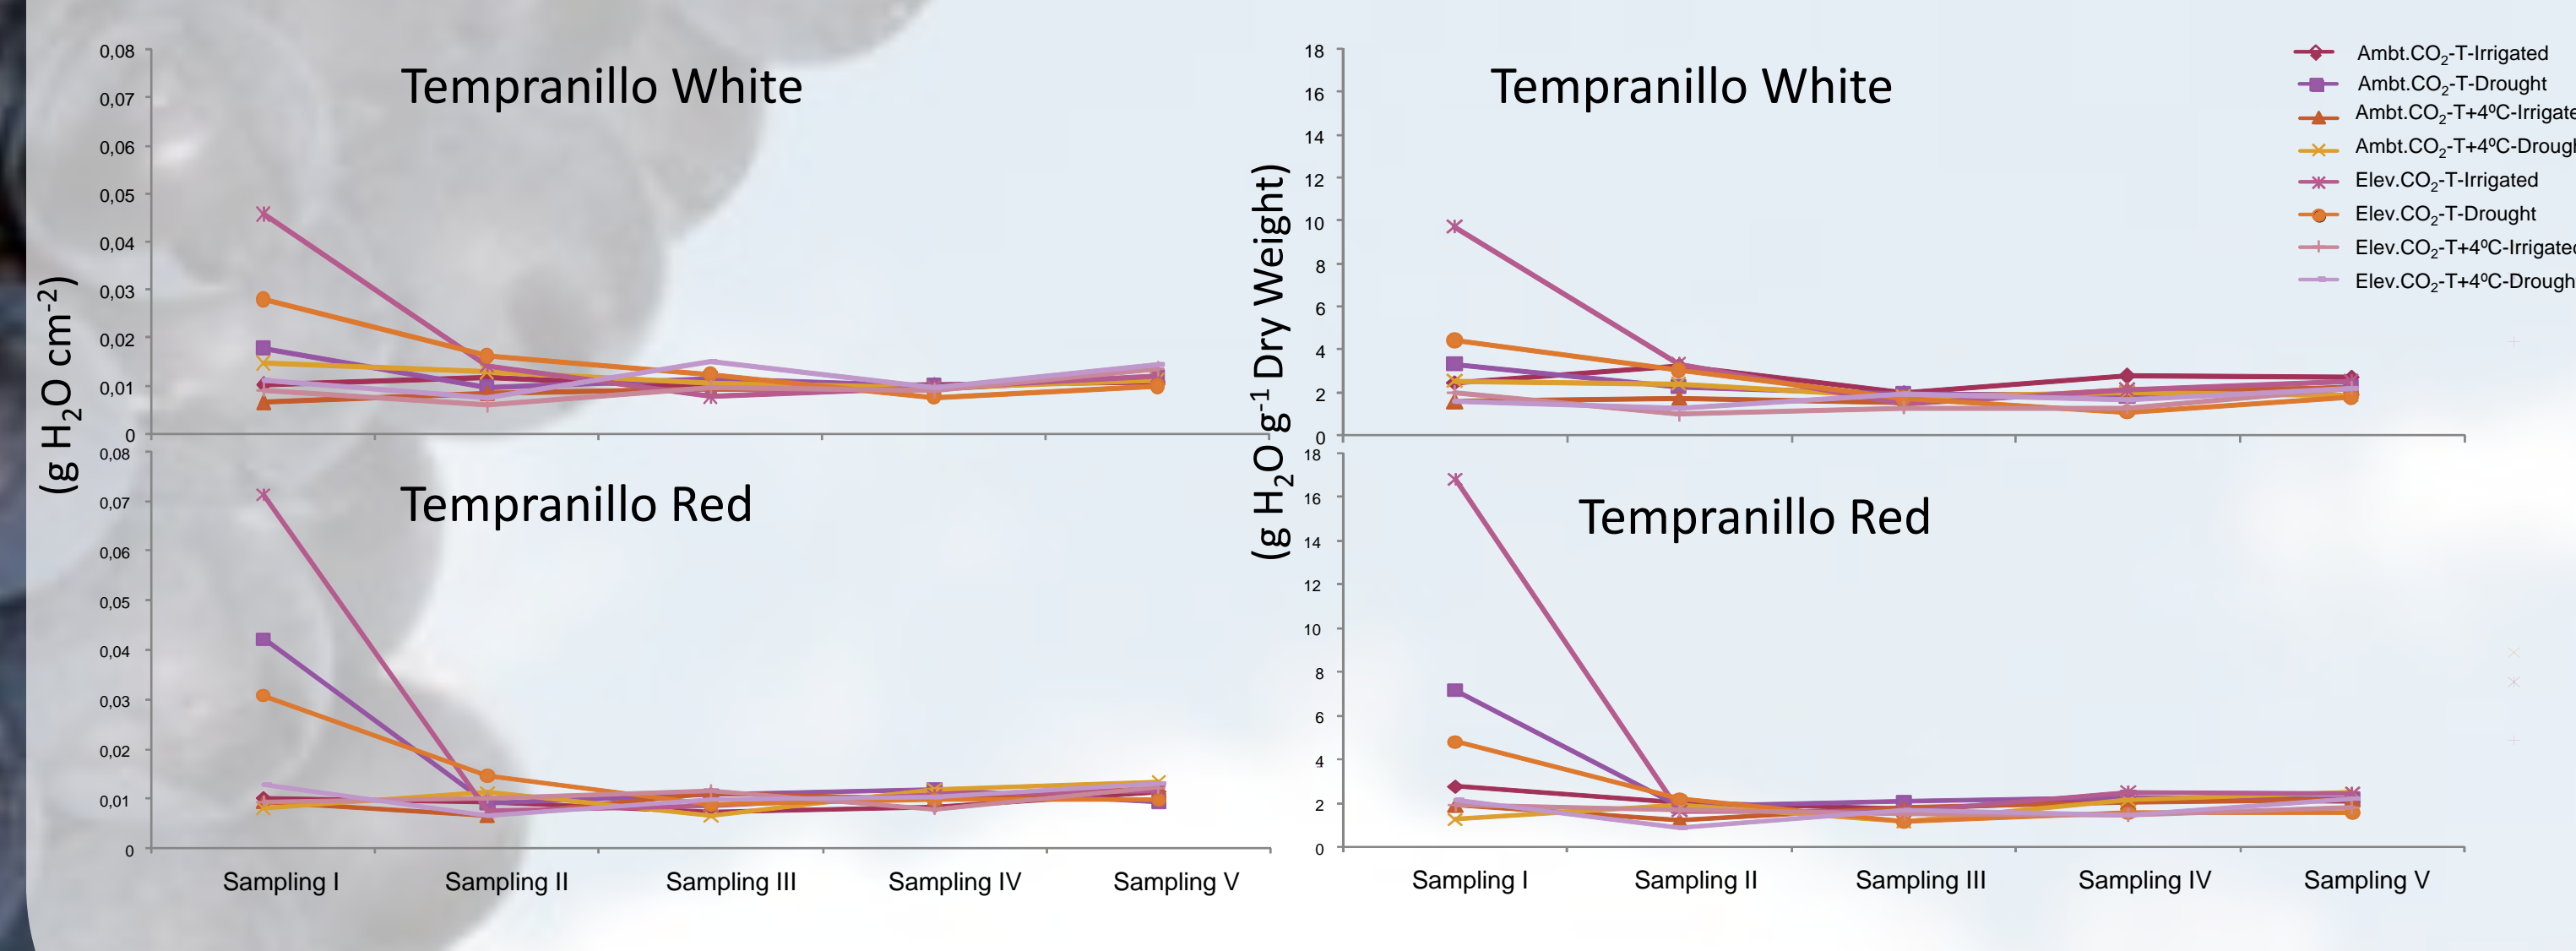 Tempranillo White
0,08
0,07
0,06
0,05
0,04
0,03
0,02
0,01
0
(g H₂O cm⁻²)
Tempranillo Red
0,08
0,07
0,06
0,05
0,04
0,03
0,02
0,01
0
Sampling I Sampling II Sampling III Sampling IV Sampling V
Tempranillo White
18
16
14
12
10
8
6
4
2
0
(g H₂O g⁻¹ Dry Weight)
Ambt.CO₂-T-Irrigated
Ambt.CO₂-T-Drought
Ambt.CO₂-T+4ºC-Irrigate
Ambt.CO₂-T+4ºC-Drough
Elev.CO₂-T-Irrigated
Elev.CO₂-T-Drought
Elev.CO₂-T+4ºC-Irrigated
Elev.CO₂-T+4ºC-Drough
Tempranillo Red
18
16
14
12
10
8
6
4
2
0
Sampling I Sampling II Sampling III Sampling IV Sampling V